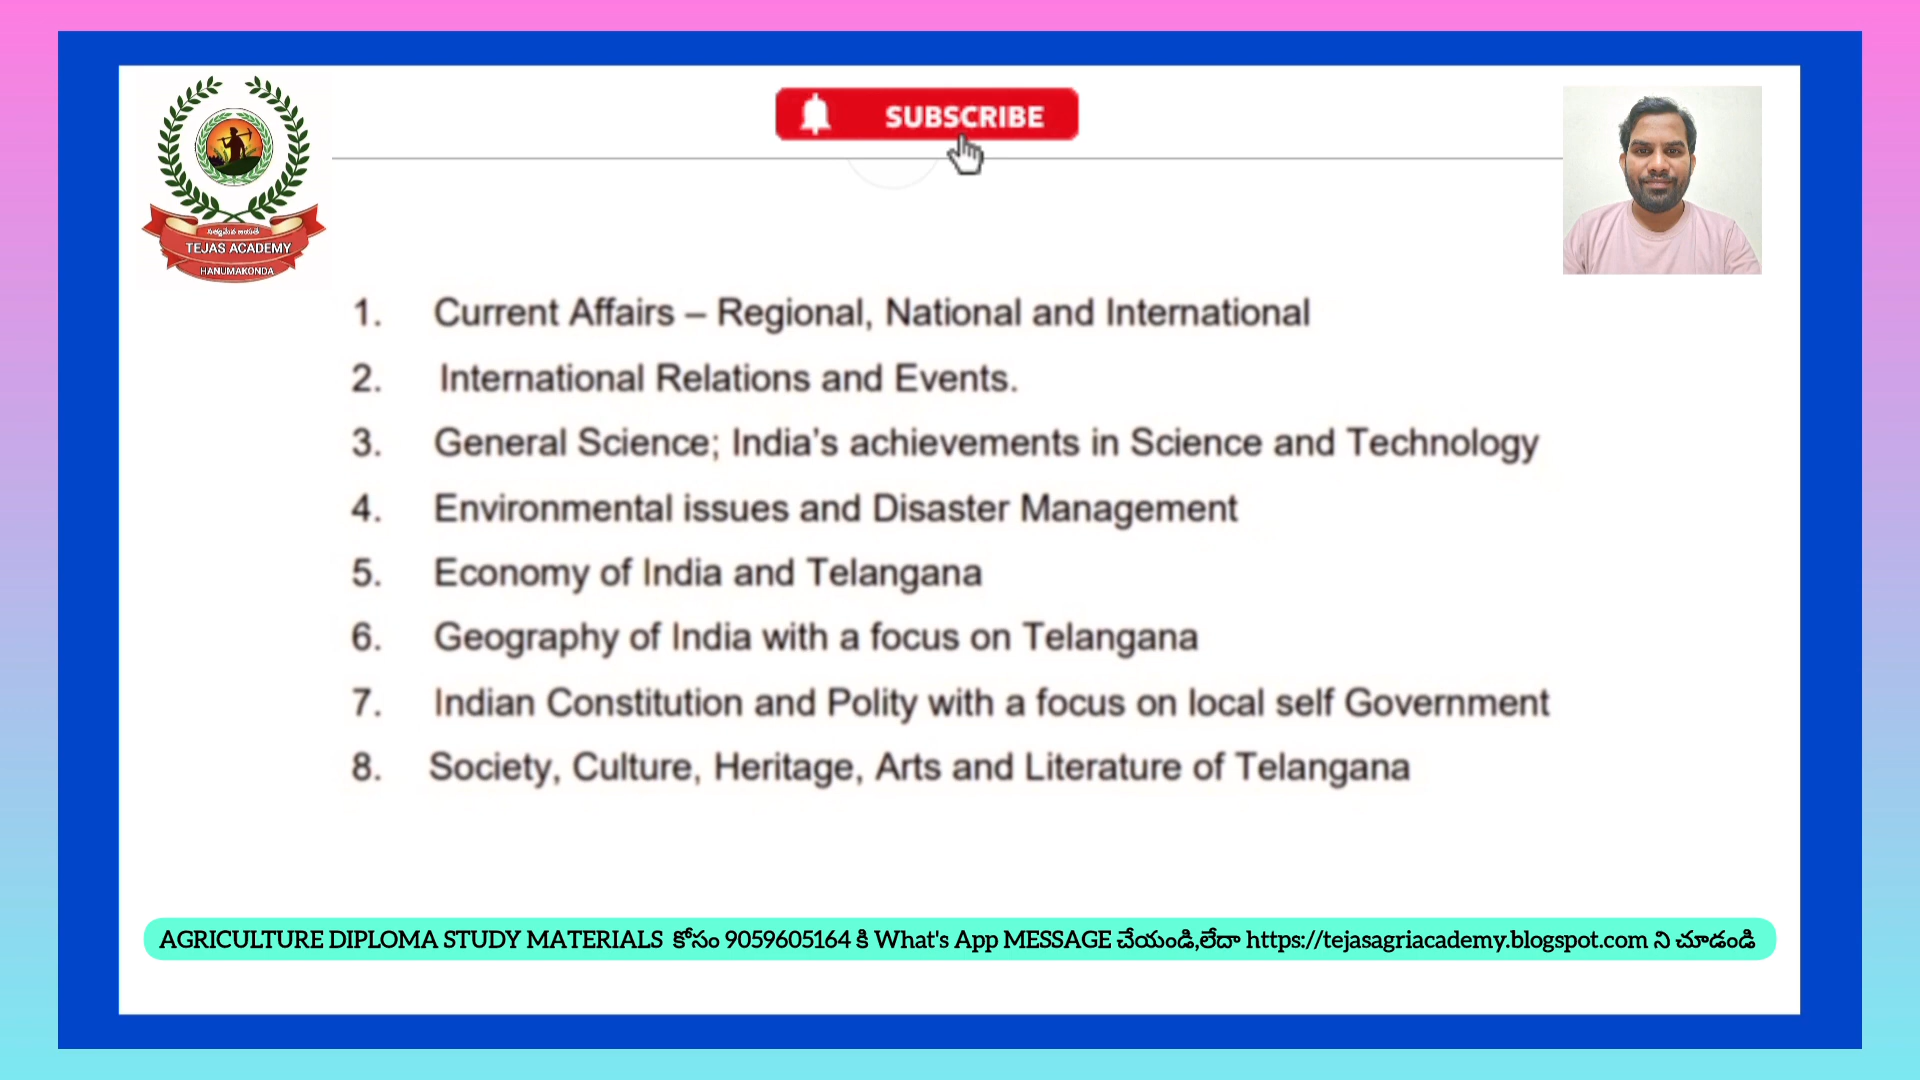 SUBSCRIBE
సత్యమేవ జయతే
TEJAS ACADEMY
HANUMAKONDA
1. Current Affairs – Regional, National and International
2. International Relations and Events.
3. General Science; India’s achievements in Science and Technology
4. Environmental issues and Disaster Management
5. Economy of India and Telangana
6. Geography of India with a focus on Telangana
7. Indian Constitution and Polity with a focus on local self Government
8. Society, Culture, Heritage, Arts and Literature of Telangana
AGRICULTURE DIPLOMA STUDY MATERIALS కోసం 9059605164 కి What's App MESSAGE చేయండి,లేదా https://tejasagriacademy.blogspot.com ని చూడండి